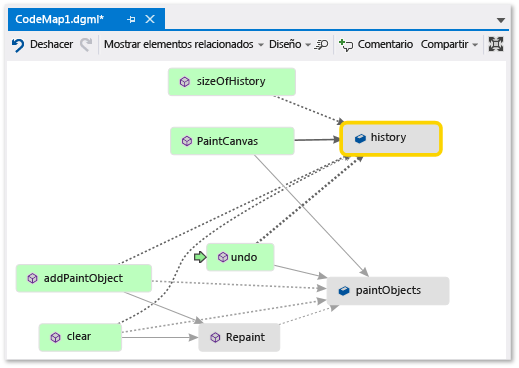 CodeMap1.dgml*
Deshacer Mostrar elementos relacionados Diseño Comentario Compartir
sizeOfHistory
PaintCanvas
history
undo
addPaintObject
paintObjects
clear
Repaint